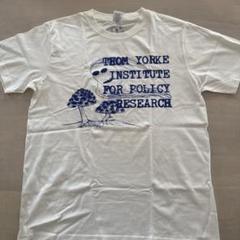 THOM YORKE
INSTITUTE
FOR POLICY
RESEARCH